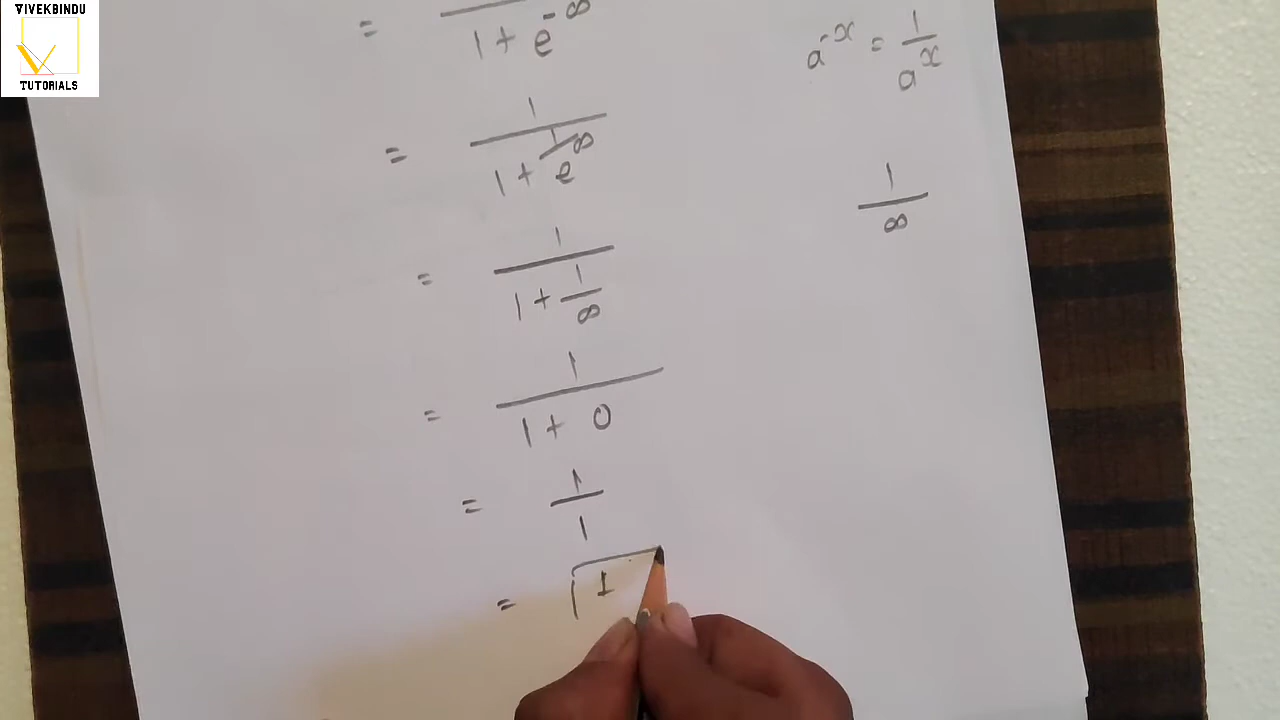 VIVEKBINDU
TUTORIALS
= 1/(1 + e^-∞)
a^-x = 1/a^x
= 1/(1 + 1/e^∞)
1/∞
= 1/(1 + 1/∞)
= 1/(1 + 0)
= 1/1
= 1